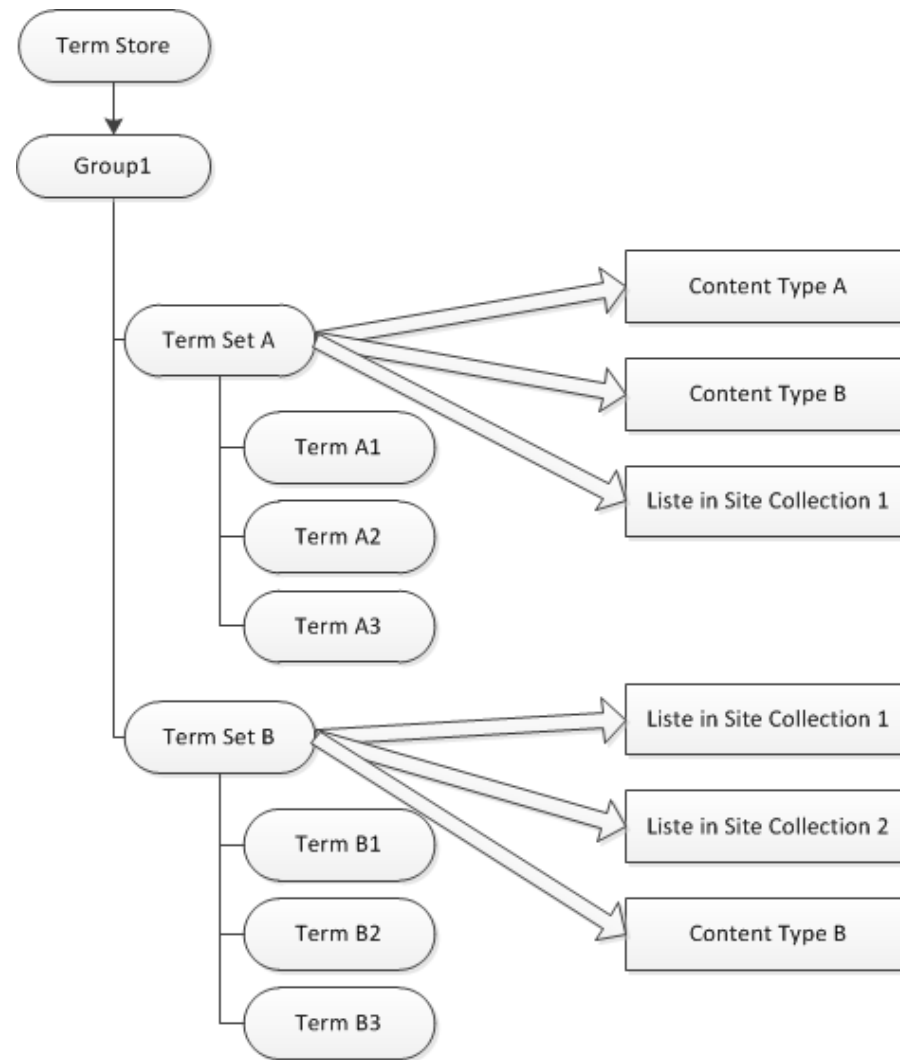 Term Store
Group1
Term Set A
Content Type A
Content Type B
Liste in Site Collection 1
Term A1
Term A2
Term A3
Term Set B
Liste in Site Collection 1
Liste in Site Collection 2
Content Type B
Term B1
Term B2
Term B3